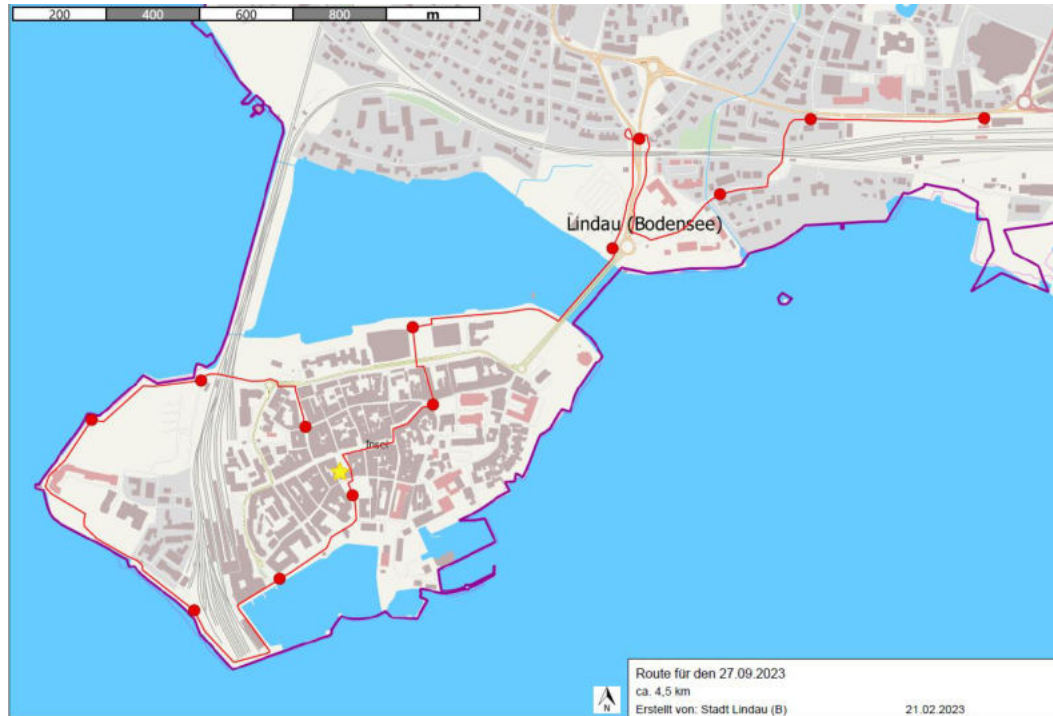 200 400 600 800 m
Lindau (Bodensee)
Insel
Route für den 27.09.2023
ca. 4,5 km
N
Erstellt von: Stadt Lindau (B) 21.02.2023